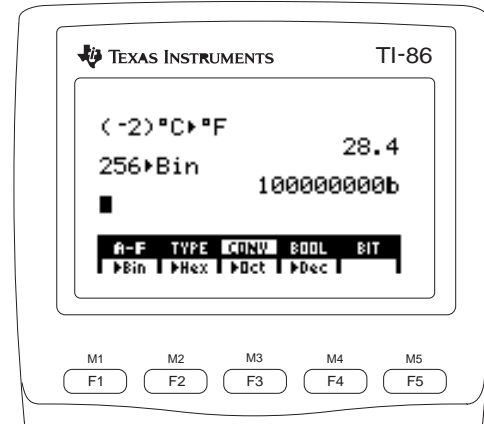 TEXAS INSTRUMENTS TI-86
(-2)°C▸°F
28.4
256▸Bin
100000000b
A-F TYPE CONV BOOL BIT
▸Bin ▸Hex ▸Oct ▸Dec
M1 M2 M3 M4 M5
F1 F2 F3 F4 F5